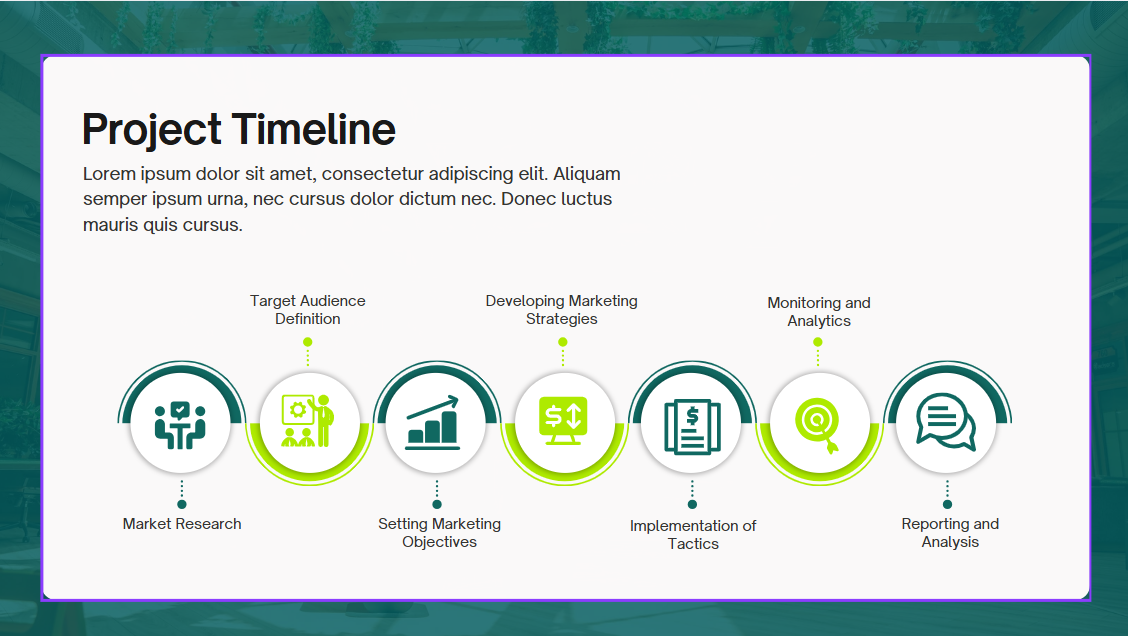 Project Timeline
Lorem ipsum dolor sit amet, consectetur adipiscing elit. Aliquam
semper ipsum urna, nec cursus dolor dictum nec. Donec luctus
mauris quis cursus.
Target Audience
Definition
Developing Marketing
Strategies
Monitoring and
Analytics
$
$
Market Research
Setting Marketing
Objectives
Implementation of
Tactics
Reporting and
Analysis